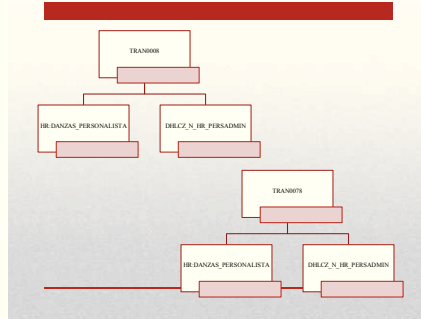 TRAN0008
HR:DANZAS_PERSONALISTA
DHLCZ_N_HR_PERSADMIN
TRAN0078
HR:DANZAS_PERSONALISTA
DHLCZ_N_HR_PERSADMIN